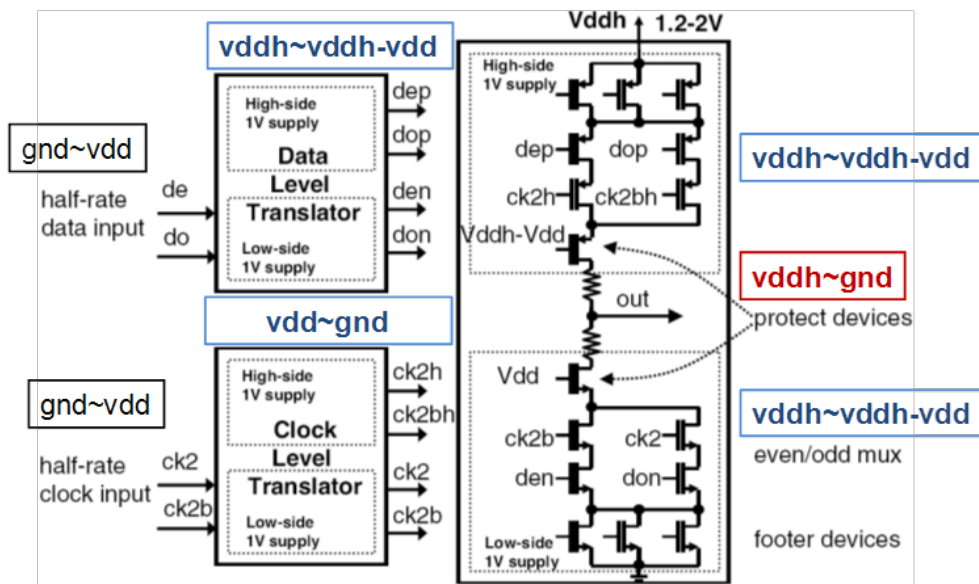 vddh~vddh-vdd
High-side
1V supply
Data
Level
Translator
Low-side
1V supply
dep
dop
den
don
gnd~vdd
half-rate
data input
de
do
vdd~gnd
High-side
1V supply
Clock
Level
Translator
Low-side
1V supply
ck2h
ck2bh
ck2
ck2b
gnd~vdd
half-rate
clock input
ck2
ck2b
Vddh
1.2-2V
High-side
1V supply
dep
dop
ck2h
ck2bh
Vddh-Vdd
out
Vdd
ck2b
ck2
den
don
Low-side
1V supply
vddh~vddh-vdd
vddh~gnd
protect devices
vddh~vddh-vdd
even/odd mux
footer devices